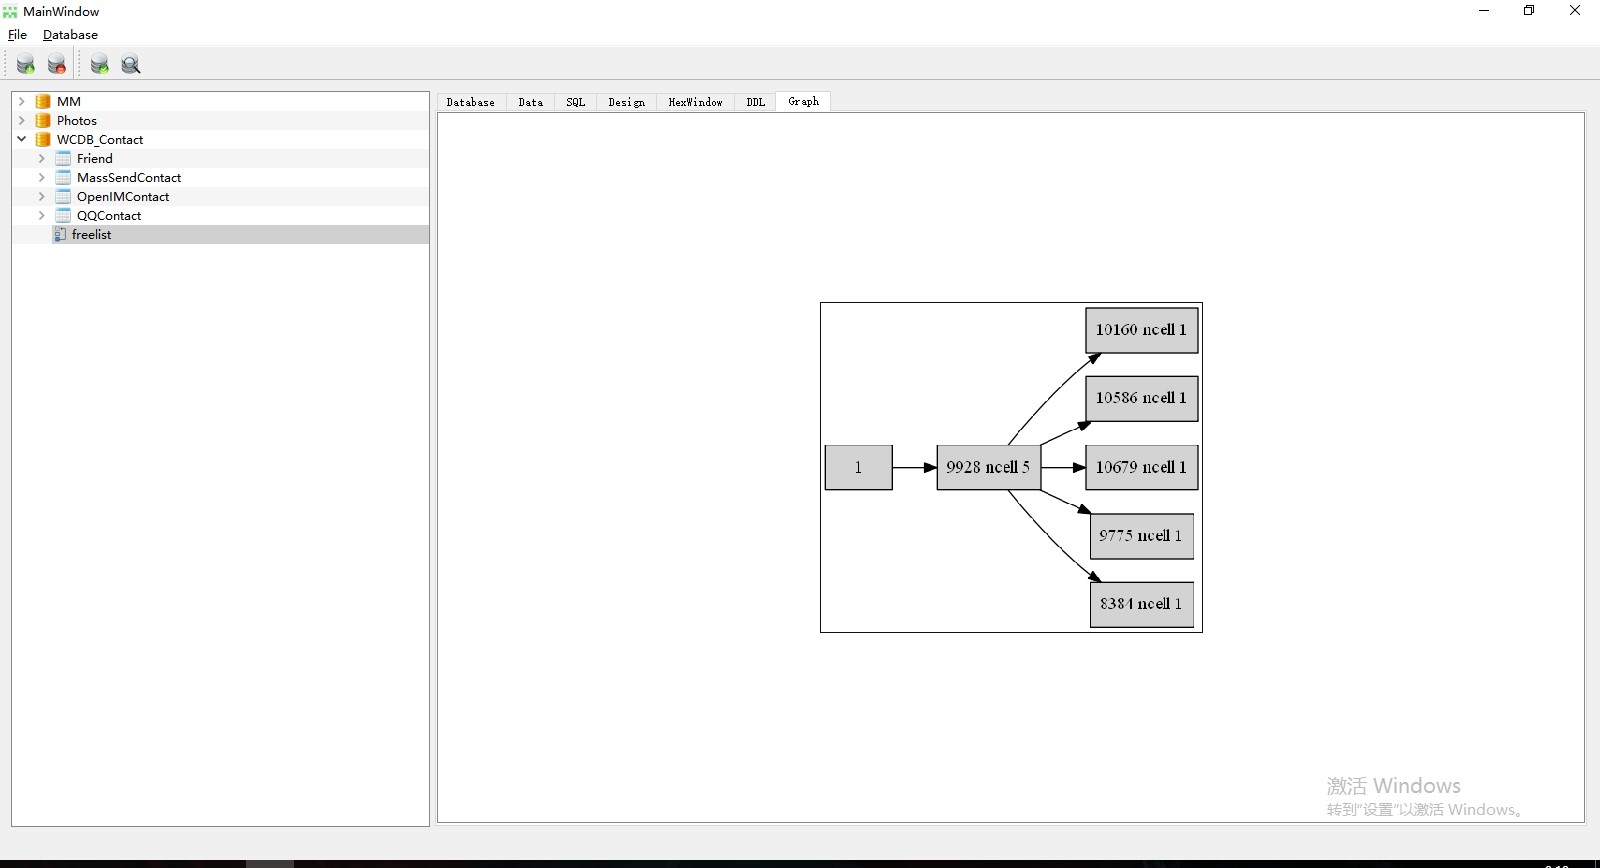 MainWindow
File Database
MM
Photos
WCDB_Contact
Friend
MassSendContact
OpenIMContact
QQContact
freelist
Database Data SQL Design HexWindow DDL Graph
10160 ncell 1
10586 ncell 1
1 9928 ncell 5 10679 ncell 1
9775 ncell 1
8384 ncell 1
激活 Windows
转到"设置"以激活 Windows。